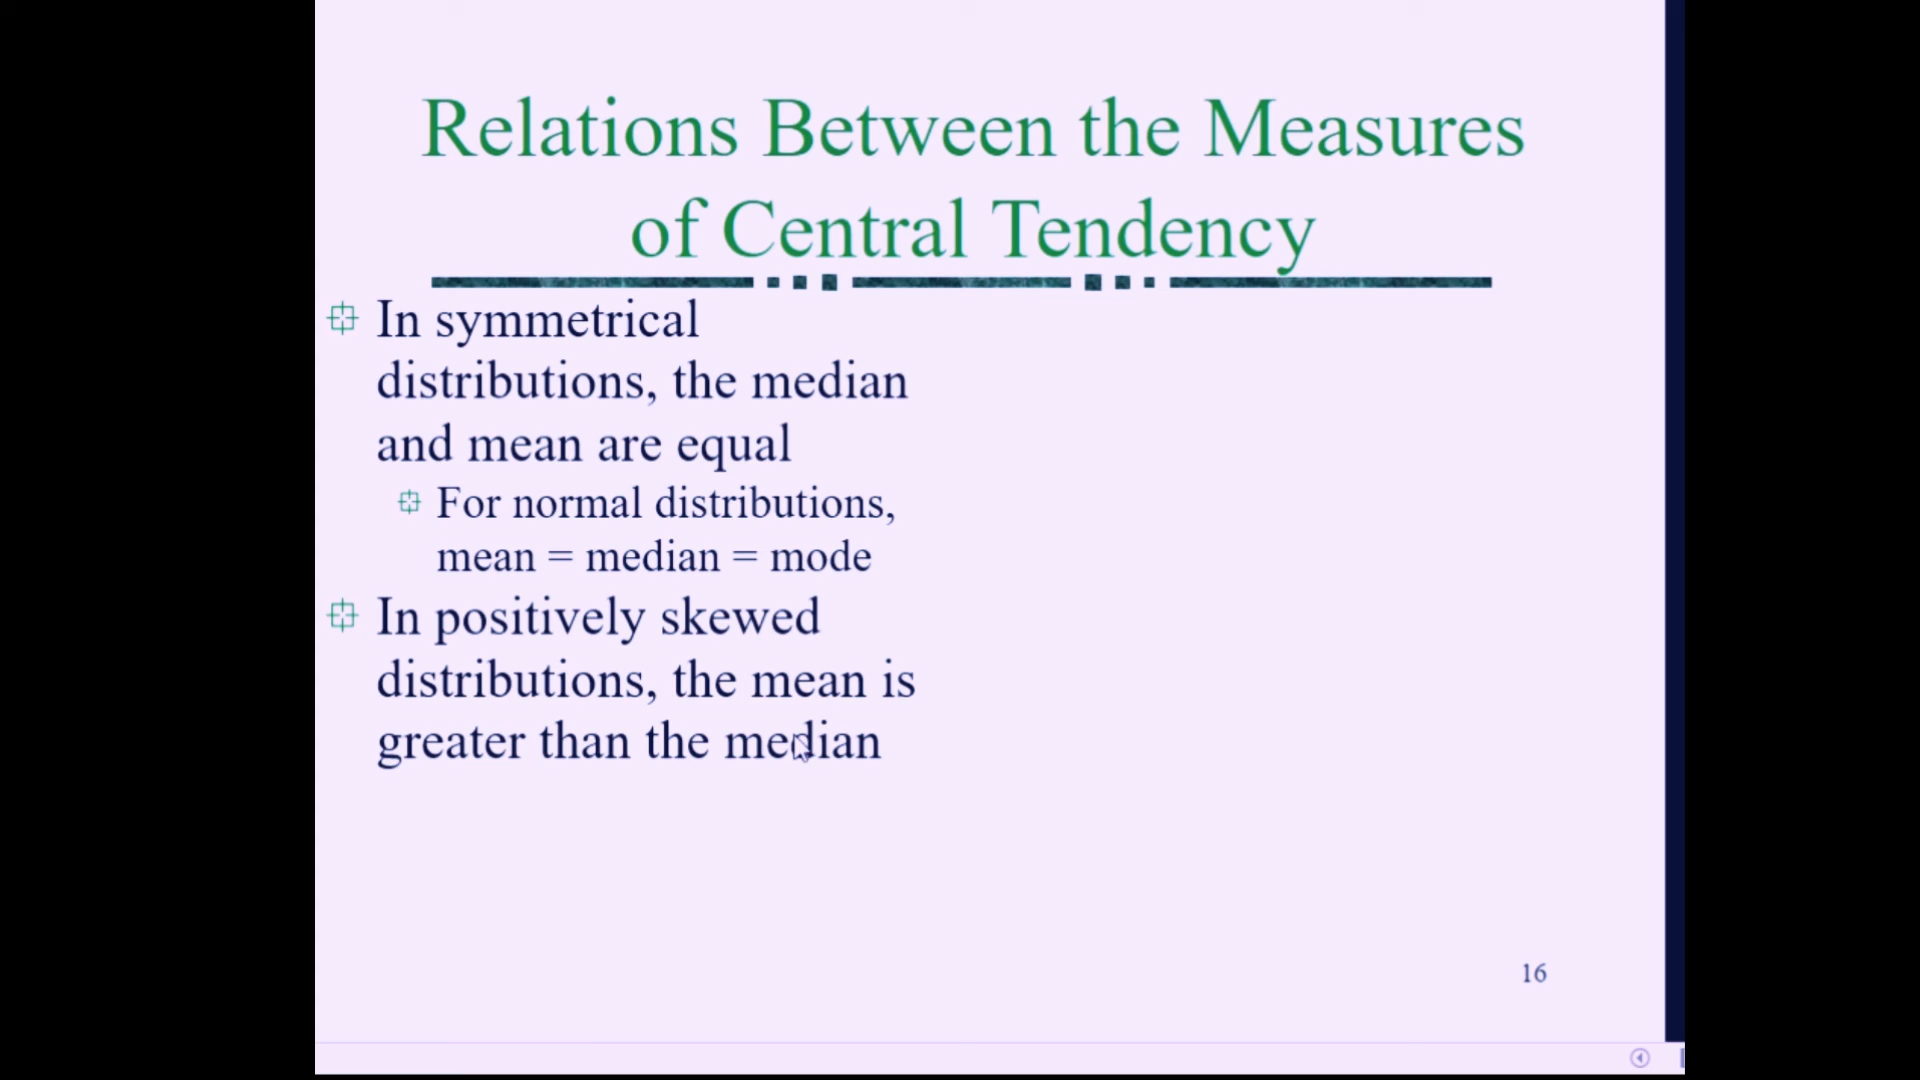 Relations Between the Measures
of Central Tendency
In symmetrical
distributions, the median
and mean are equal
For normal distributions,
mean = median = mode
In positively skewed
distributions, the mean is
greater than the median
16